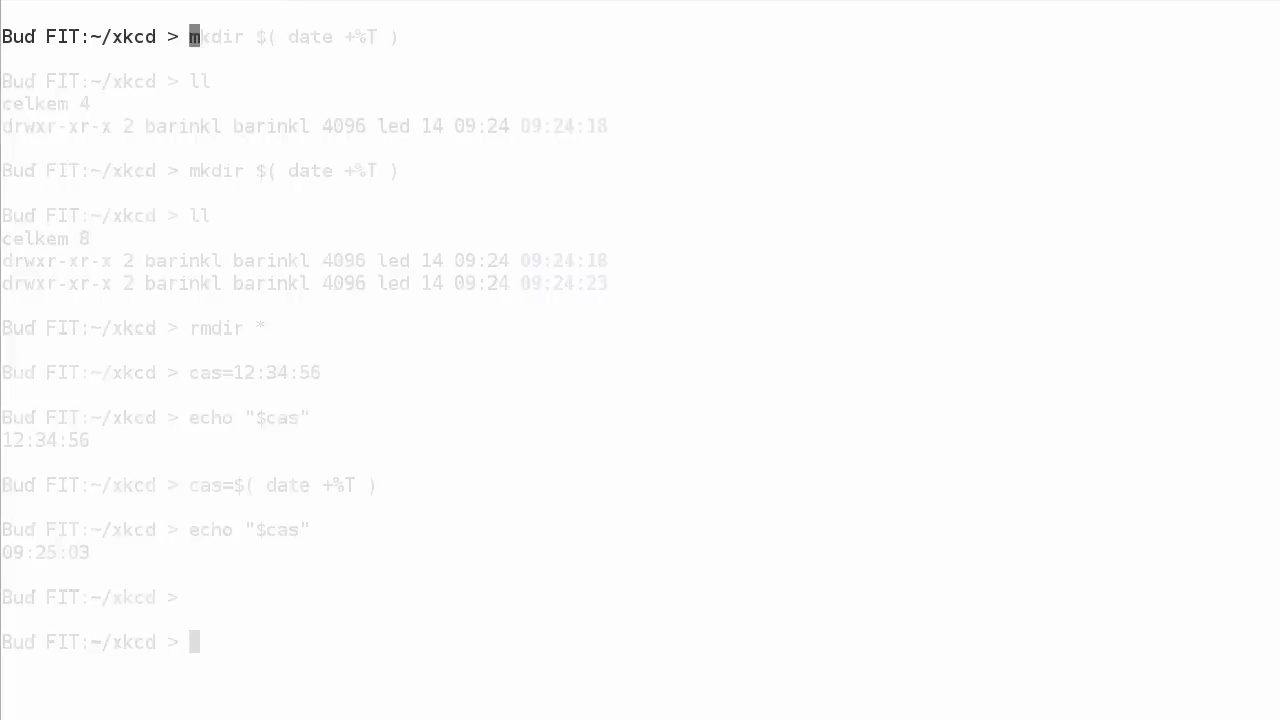 Buď FIT:~/xkcd > mkdir $( date +%T )
Buď FIT:~/xkcd > ll
celkem 4
drwxr-xr-x 2 barinkl barinkl 4096 led 14 09:24 09:24:18
Buď FIT:~/xkcd > mkdir $( date +%T )
Buď FIT:~/xkcd > ll
celkem 8
drwxr-xr-x 2 barinkl barinkl 4096 led 14 09:24 09:24:18
drwxr-xr-x 2 barinkl barinkl 4096 led 14 09:24 09:24:23
Buď FIT:~/xkcd > rmdir *
Buď FIT:~/xkcd > cas=12:34:56
Buď FIT:~/xkcd > echo "$cas"
12:34:56
Buď FIT:~/xkcd > cas=$( date +%T )
Buď FIT:~/xkcd > echo "$cas"
09:25:03
Buď FIT:~/xkcd >
Buď FIT:~/xkcd >